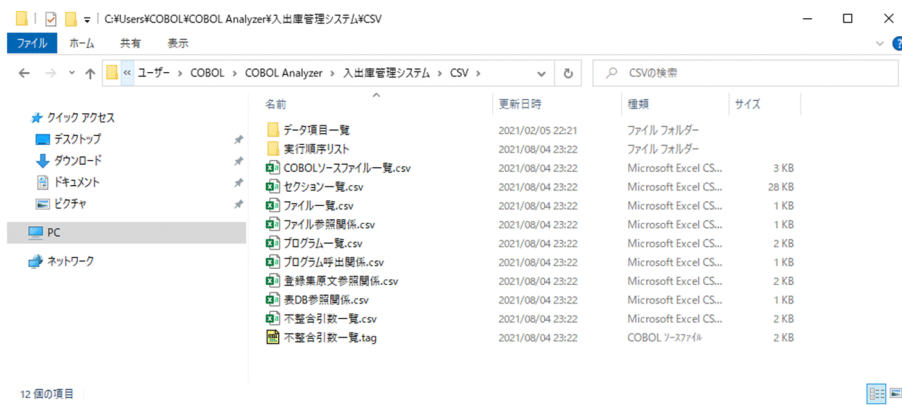 C:¥Users¥COBOL¥COBOL Analyzer¥入出庫管理システム¥CSV
ファイル ホーム 共有 表示
« ユーザー › COBOL › COBOL Analyzer › 入出庫管理システム › CSV ›
CSVの検索
クイック アクセス
デスクトップ
ダウンロード
ドキュメント
ピクチャ
PC
ネットワーク
名前 更新日時 種類 サイズ
データ項目一覧 2021/02/05 22:21 ファイル フォルダー
実行順序リスト 2021/08/04 23:22 ファイル フォルダー
COBOLソースファイル一覧.csv 2021/08/04 23:22 Microsoft Excel CS... 3 KB
セクション一覧.csv 2021/08/04 23:22 Microsoft Excel CS... 28 KB
ファイル一覧.csv 2021/08/04 23:22 Microsoft Excel CS... 1 KB
ファイル参照関係.csv 2021/08/04 23:22 Microsoft Excel CS... 1 KB
プログラム一覧.csv 2021/08/04 23:22 Microsoft Excel CS... 2 KB
プログラム呼出関係.csv 2021/08/04 23:22 Microsoft Excel CS... 1 KB
登録集原文参照関係.csv 2021/08/04 23:22 Microsoft Excel CS... 2 KB
表DB参照関係.csv 2021/08/04 23:22 Microsoft Excel CS... 1 KB
不整合引数一覧.csv 2021/08/04 23:22 Microsoft Excel CS... 2 KB
不整合引数一覧.tag 2021/08/04 23:22 COBOL ソースファイル 2 KB
12 個の項目